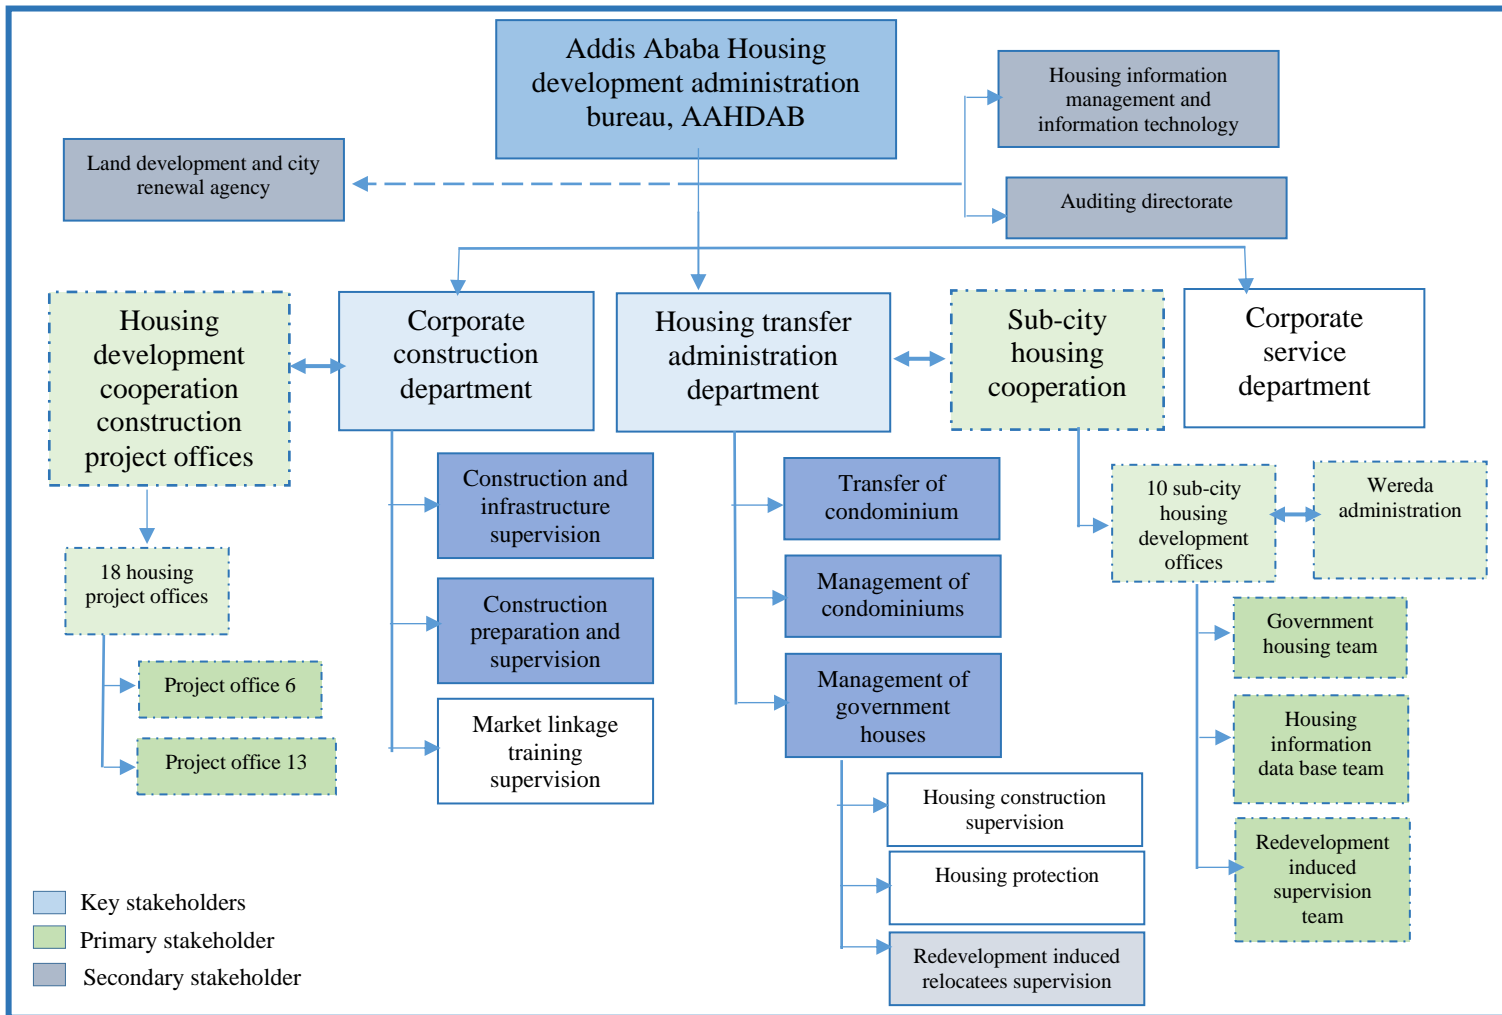 Addis Ababa Housing
development administration
bureau, AAHDAB
Housing information
management and
information technology
Land development and city
renewal agency
Auditing directorate
Housing
development
cooperation
construction
project offices
Corporate
construction
department
Housing transfer
administration
department
Sub-city
housing
cooperation
Corporate
service
department
Construction and
infrastructure
supervision
Construction
preparation and
supervision
Market linkage
training
supervision
Transfer of
condominium
Management of
condominiums
Management of
government
houses
10 sub-city
housing
development
offices
Wereda
administration
18 housing
project offices
Project office 6
Project office 13
Government
housing team
Housing
information
data base team
Redevelopment
induced
supervision
team
Housing construction
supervision
Housing protection
Redevelopment induced
relocatees supervision
Key stakeholders
Primary stakeholder
Secondary stakeholder